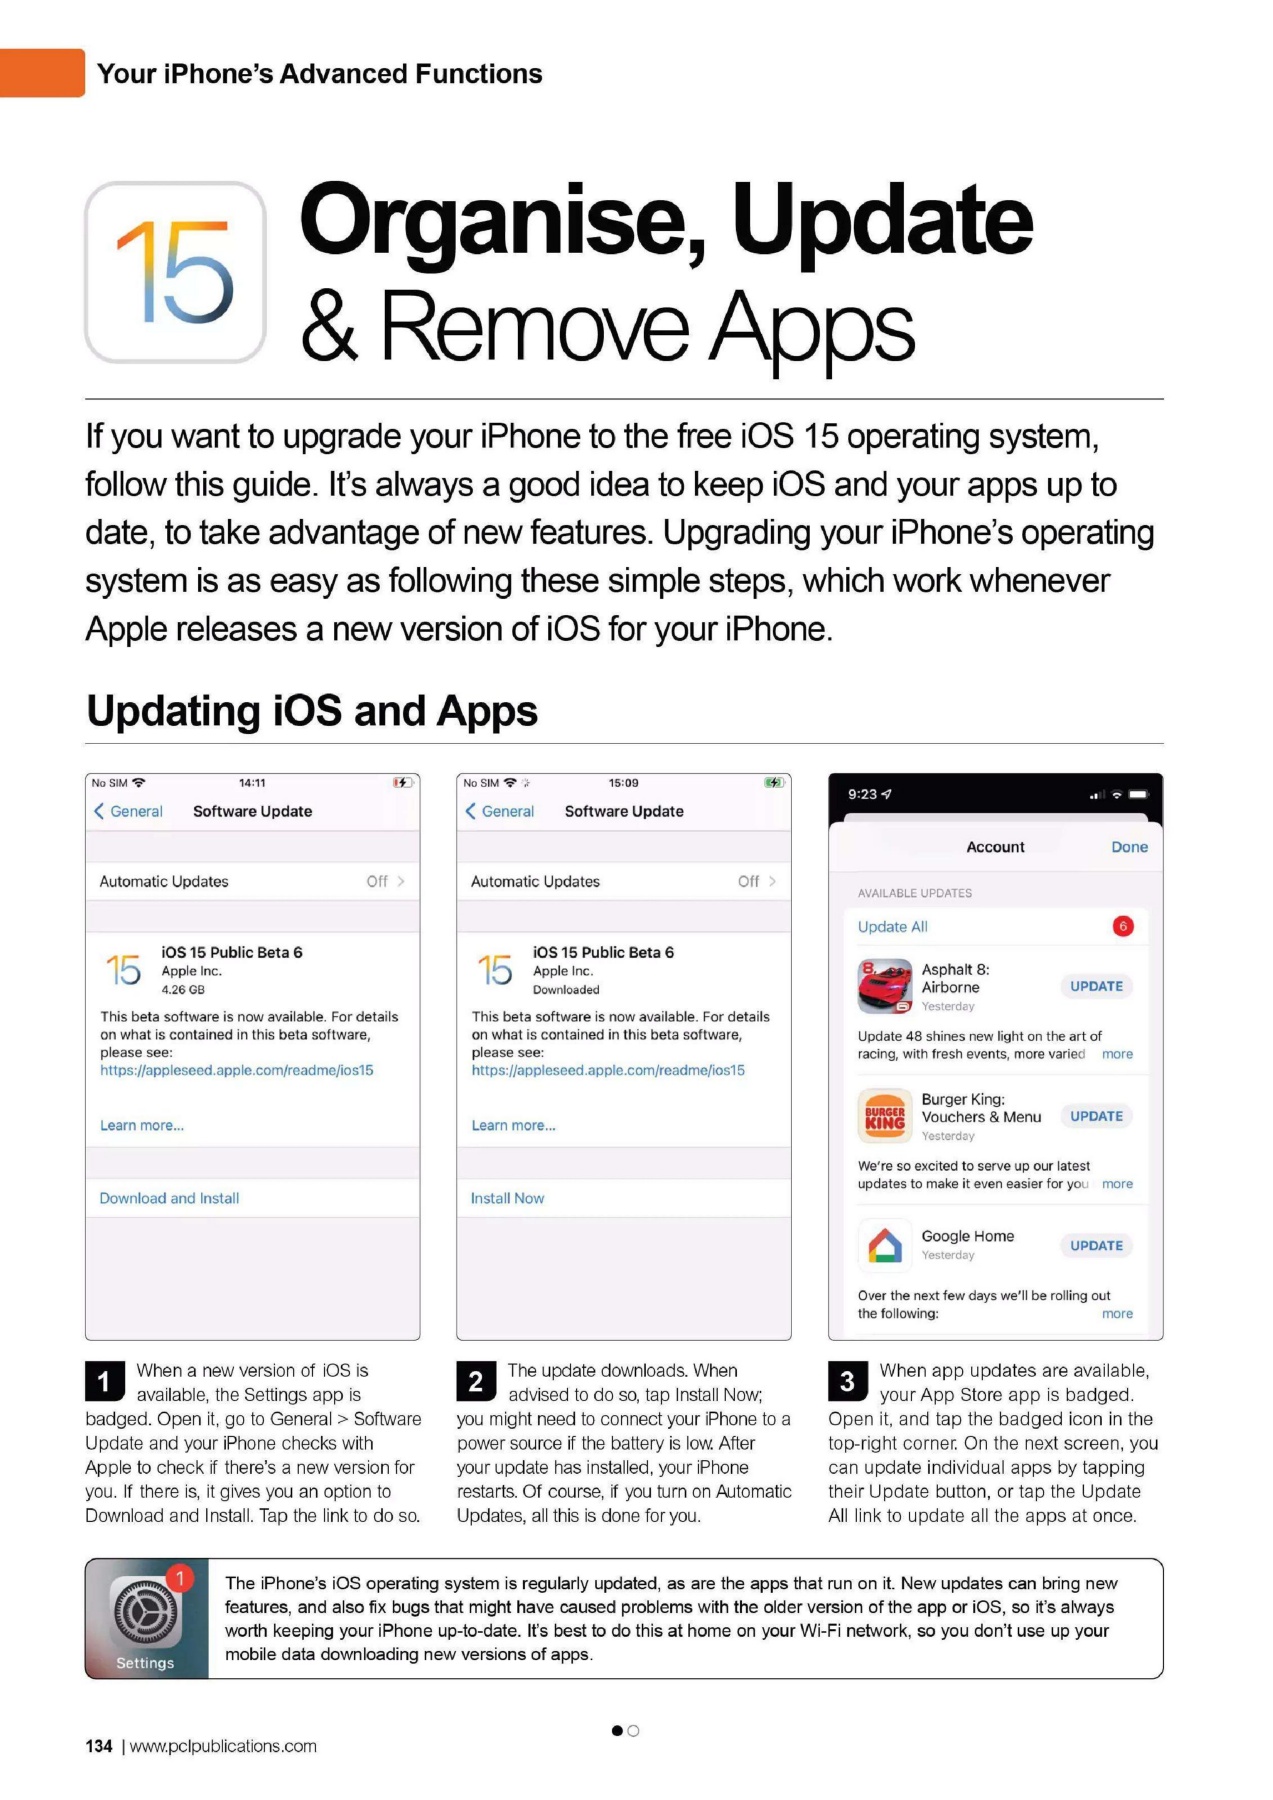 Your iPhone’s Advanced Functions
15
Organise, Update
& Remove Apps
If you want to upgrade your iPhone to the free iOS 15 operating system,
follow this guide. It’s always a good idea to keep iOS and your apps up to
date, to take advantage of new features. Upgrading your iPhone’s operating
system is as easy as following these simple steps, which work whenever
Apple releases a new version of iOS for your iPhone.
Updating iOS and Apps
No SIM 14:11
General Software Update
Automatic Updates Off
15
iOS 15 Public Beta 6
Apple Inc.
4.26 GB
This beta software is now available. For details
on what is contained in this beta software,
please see:
https://appleseed.apple.com/readme/ios15
Learn more...
Download and Install
No SIM 15:09
General Software Update
Automatic Updates Off
15
iOS 15 Public Beta 6
Apple Inc.
Downloaded
This beta software is now available. For details
on what is contained in this beta software,
please see:
https://appleseed.apple.com/readme/ios15
Learn more...
Install Now
9:23
Account Done
AVAILABLE UPDATES
Update All 6
8
Asphalt 8:
Airborne
UPDATE
Yesterday
Update 48 shines new light on the art of
racing, with fresh events, more varied more
BURGER
KING
Burger King:
Vouchers & Menu UPDATE
Yesterday
We’re so excited to serve up our latest
updates to make it even easier for you more
Google Home
UPDATE
Yesterday
Over the next few days we’ll be rolling out
the following: more
1 When a new version of iOS is
available, the Settings app is
badged. Open it, go to General > Software
Update and your iPhone checks with
Apple to check if there’s a new version for
you. If there is, it gives you an option to
Download and Install. Tap the link to do so.
2 The update downloads. When
advised to do so, tap Install Now;
you might need to connect your iPhone to a
power source if the battery is low. After
your update has installed, your iPhone
restarts. Of course, if you turn on Automatic
Updates, all this is done for you.
3 When app updates are available,
your App Store app is badged.
Open it, and tap the badged icon in the
top-right corner. On the next screen, you
can update individual apps by tapping
their Update button, or tap the Update
All link to update all the apps at once.
1
Settings
The iPhone’s iOS operating system is regularly updated, as are the apps that run on it. New updates can bring new
features, and also fix bugs that might have caused problems with the older version of the app or iOS, so it’s always
worth keeping your iPhone up-to-date. It’s best to do this at home on your Wi-Fi network, so you don’t use up your
mobile data downloading new versions of apps.
134 | www.pclpublications.com